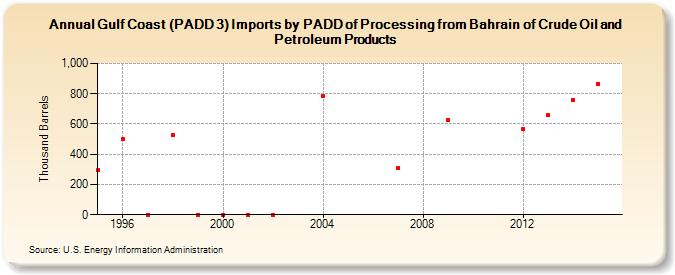 Annual Gulf Coast (PADD 3) Imports by PADD of Processing from Bahrain of Crude Oil and
Petroleum Products
Thousand Barrels
1,000
800
600
400
200
0
1996
2000
2004
2008
2012
Source: U.S. Energy Information Administration